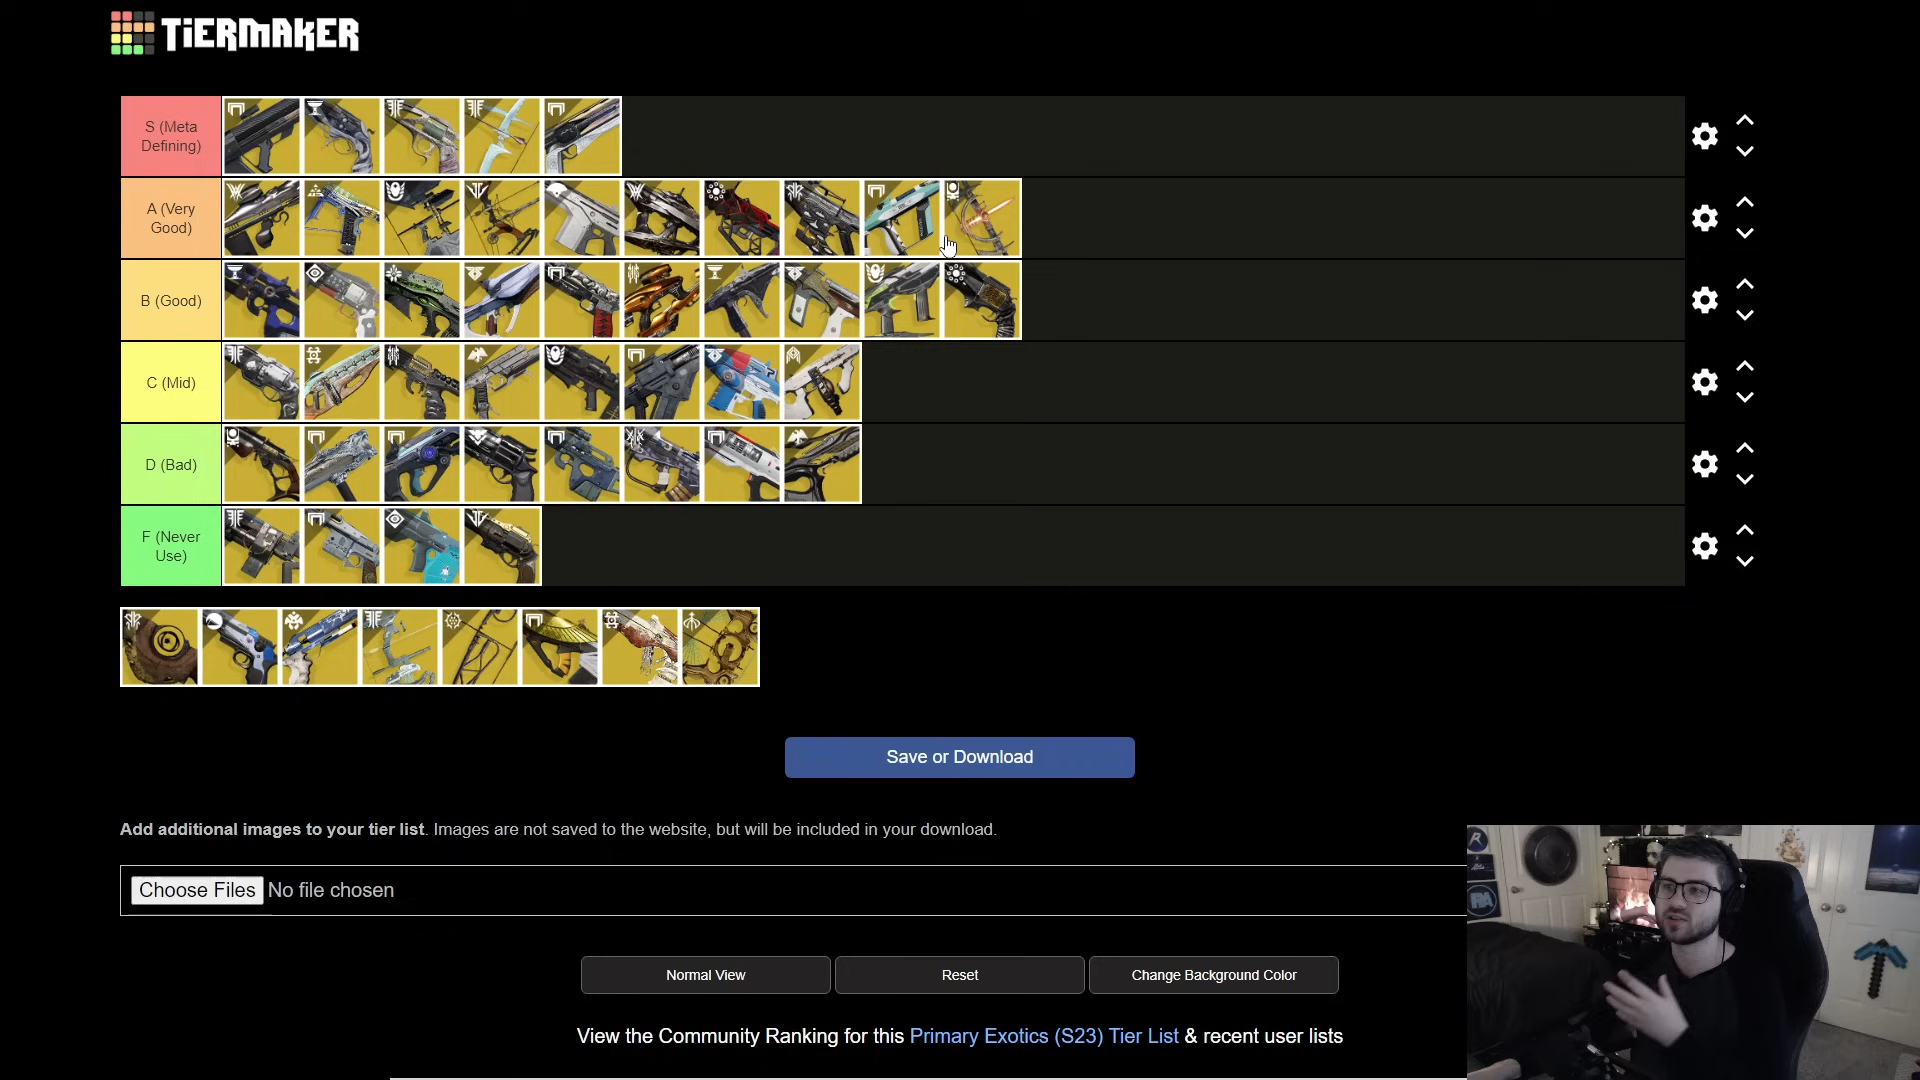 TiERMAKER
S (Meta
Defining)
A (Very
Good)
B (Good)
C (Mid)
D (Bad)
F (Never
Use)
Save or Download
Add additional images to your tier list. Images are not saved to the website, but will be included in your download.
Choose Files No file chosen
Normal View
Reset
Change Background Color
View the Community Ranking for this Primary Exotics (S23) Tier List & recent user lists